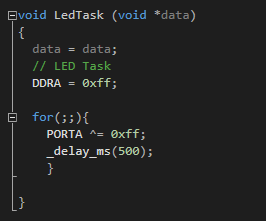 void LedTask (void *data)
{
data = data;
// LED Task
DDRA = 0xff;
for(;;){
PORTA ^= 0xff;
_delay_ms(500);
}
}